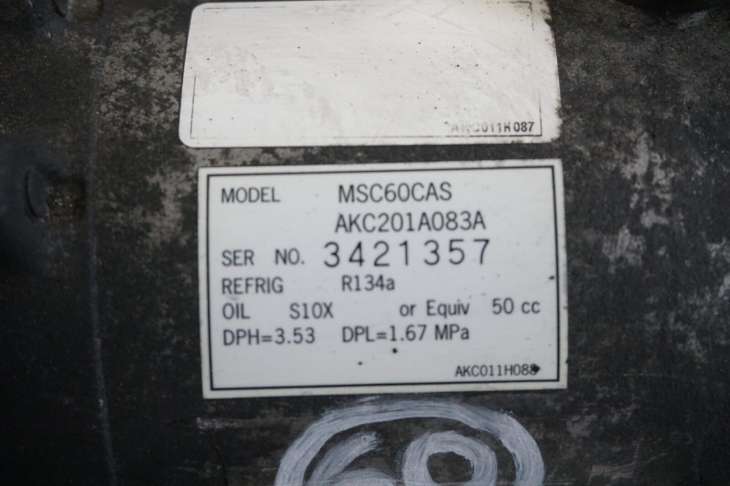 AKC011H087
MODEL MSC60CAS
AKC201A083A
SER NO. 3421357
REFRIG R134a
OIL S10X or Equiv 50 cc
DPH=3.53 DPL=1.67 MPa
AKC011H088